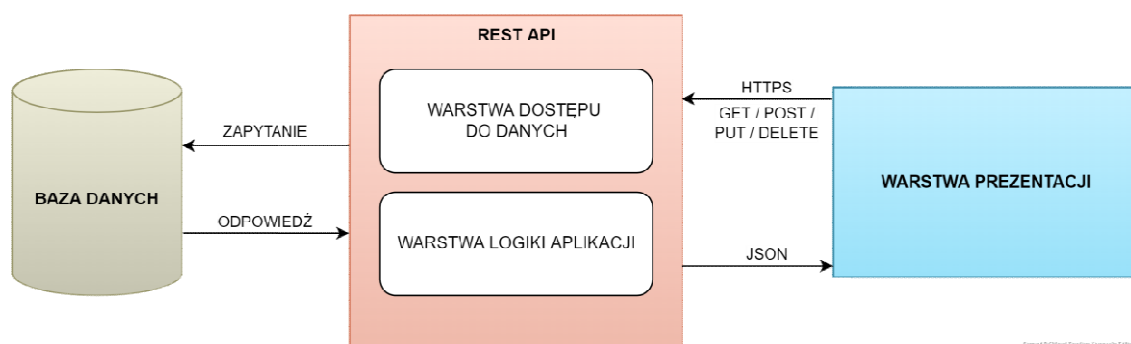 REST API
WARSTWA DOSTĘPU
DO DANYCH
WARSTWA LOGIKI APLIKACJI
BAZA DANYCH
ZAPYTANIE
ODPOWIEDŹ
HTTPS
GET / POST /
PUT / DELETE
JSON
WARSTWA PREZENTACJI